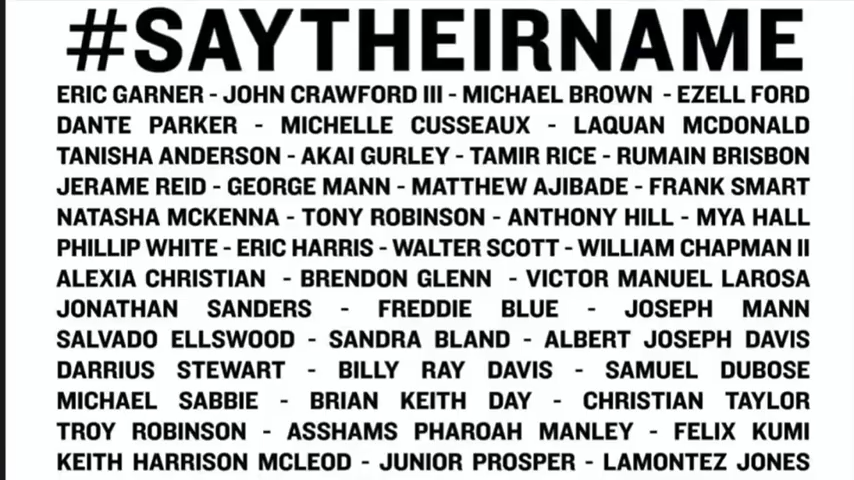 #SAYTHEIRNAME
ERIC GARNER - JOHN CRAWFORD III - MICHAEL BROWN - EZELL FORD
DANTE PARKER - MICHELLE CUSSEAUX - LAQUAN MCDONALD
TANISHA ANDERSON - AKAI GURLEY - TAMIR RICE - RUMAIN BRISBON
JERAME REID - GEORGE MANN - MATTHEW AJIBADE - FRANK SMART
NATASHA MCKENNA - TONY ROBINSON - ANTHONY HILL - MYA HALL
PHILLIP WHITE - ERIC HARRIS - WALTER SCOTT - WILLIAM CHAPMAN II
ALEXIA CHRISTIAN - BRENDON GLENN - VICTOR MANUEL LAROSA
JONATHAN SANDERS - FREDDIE BLUE - JOSEPH MANN
SALVADO ELLSWOOD - SANDRA BLAND - ALBERT JOSEPH DAVIS
DARRIUS STEWART - BILLY RAY DAVIS - SAMUEL DUBOSE
MICHAEL SABBIE - BRIAN KEITH DAY - CHRISTIAN TAYLOR
TROY ROBINSON - ASSHAMS PHAROAH MANLEY - FELIX KUMI
KEITH HARRISON MCLEOD - JUNIOR PROSPER - LAMONTEZ JONES